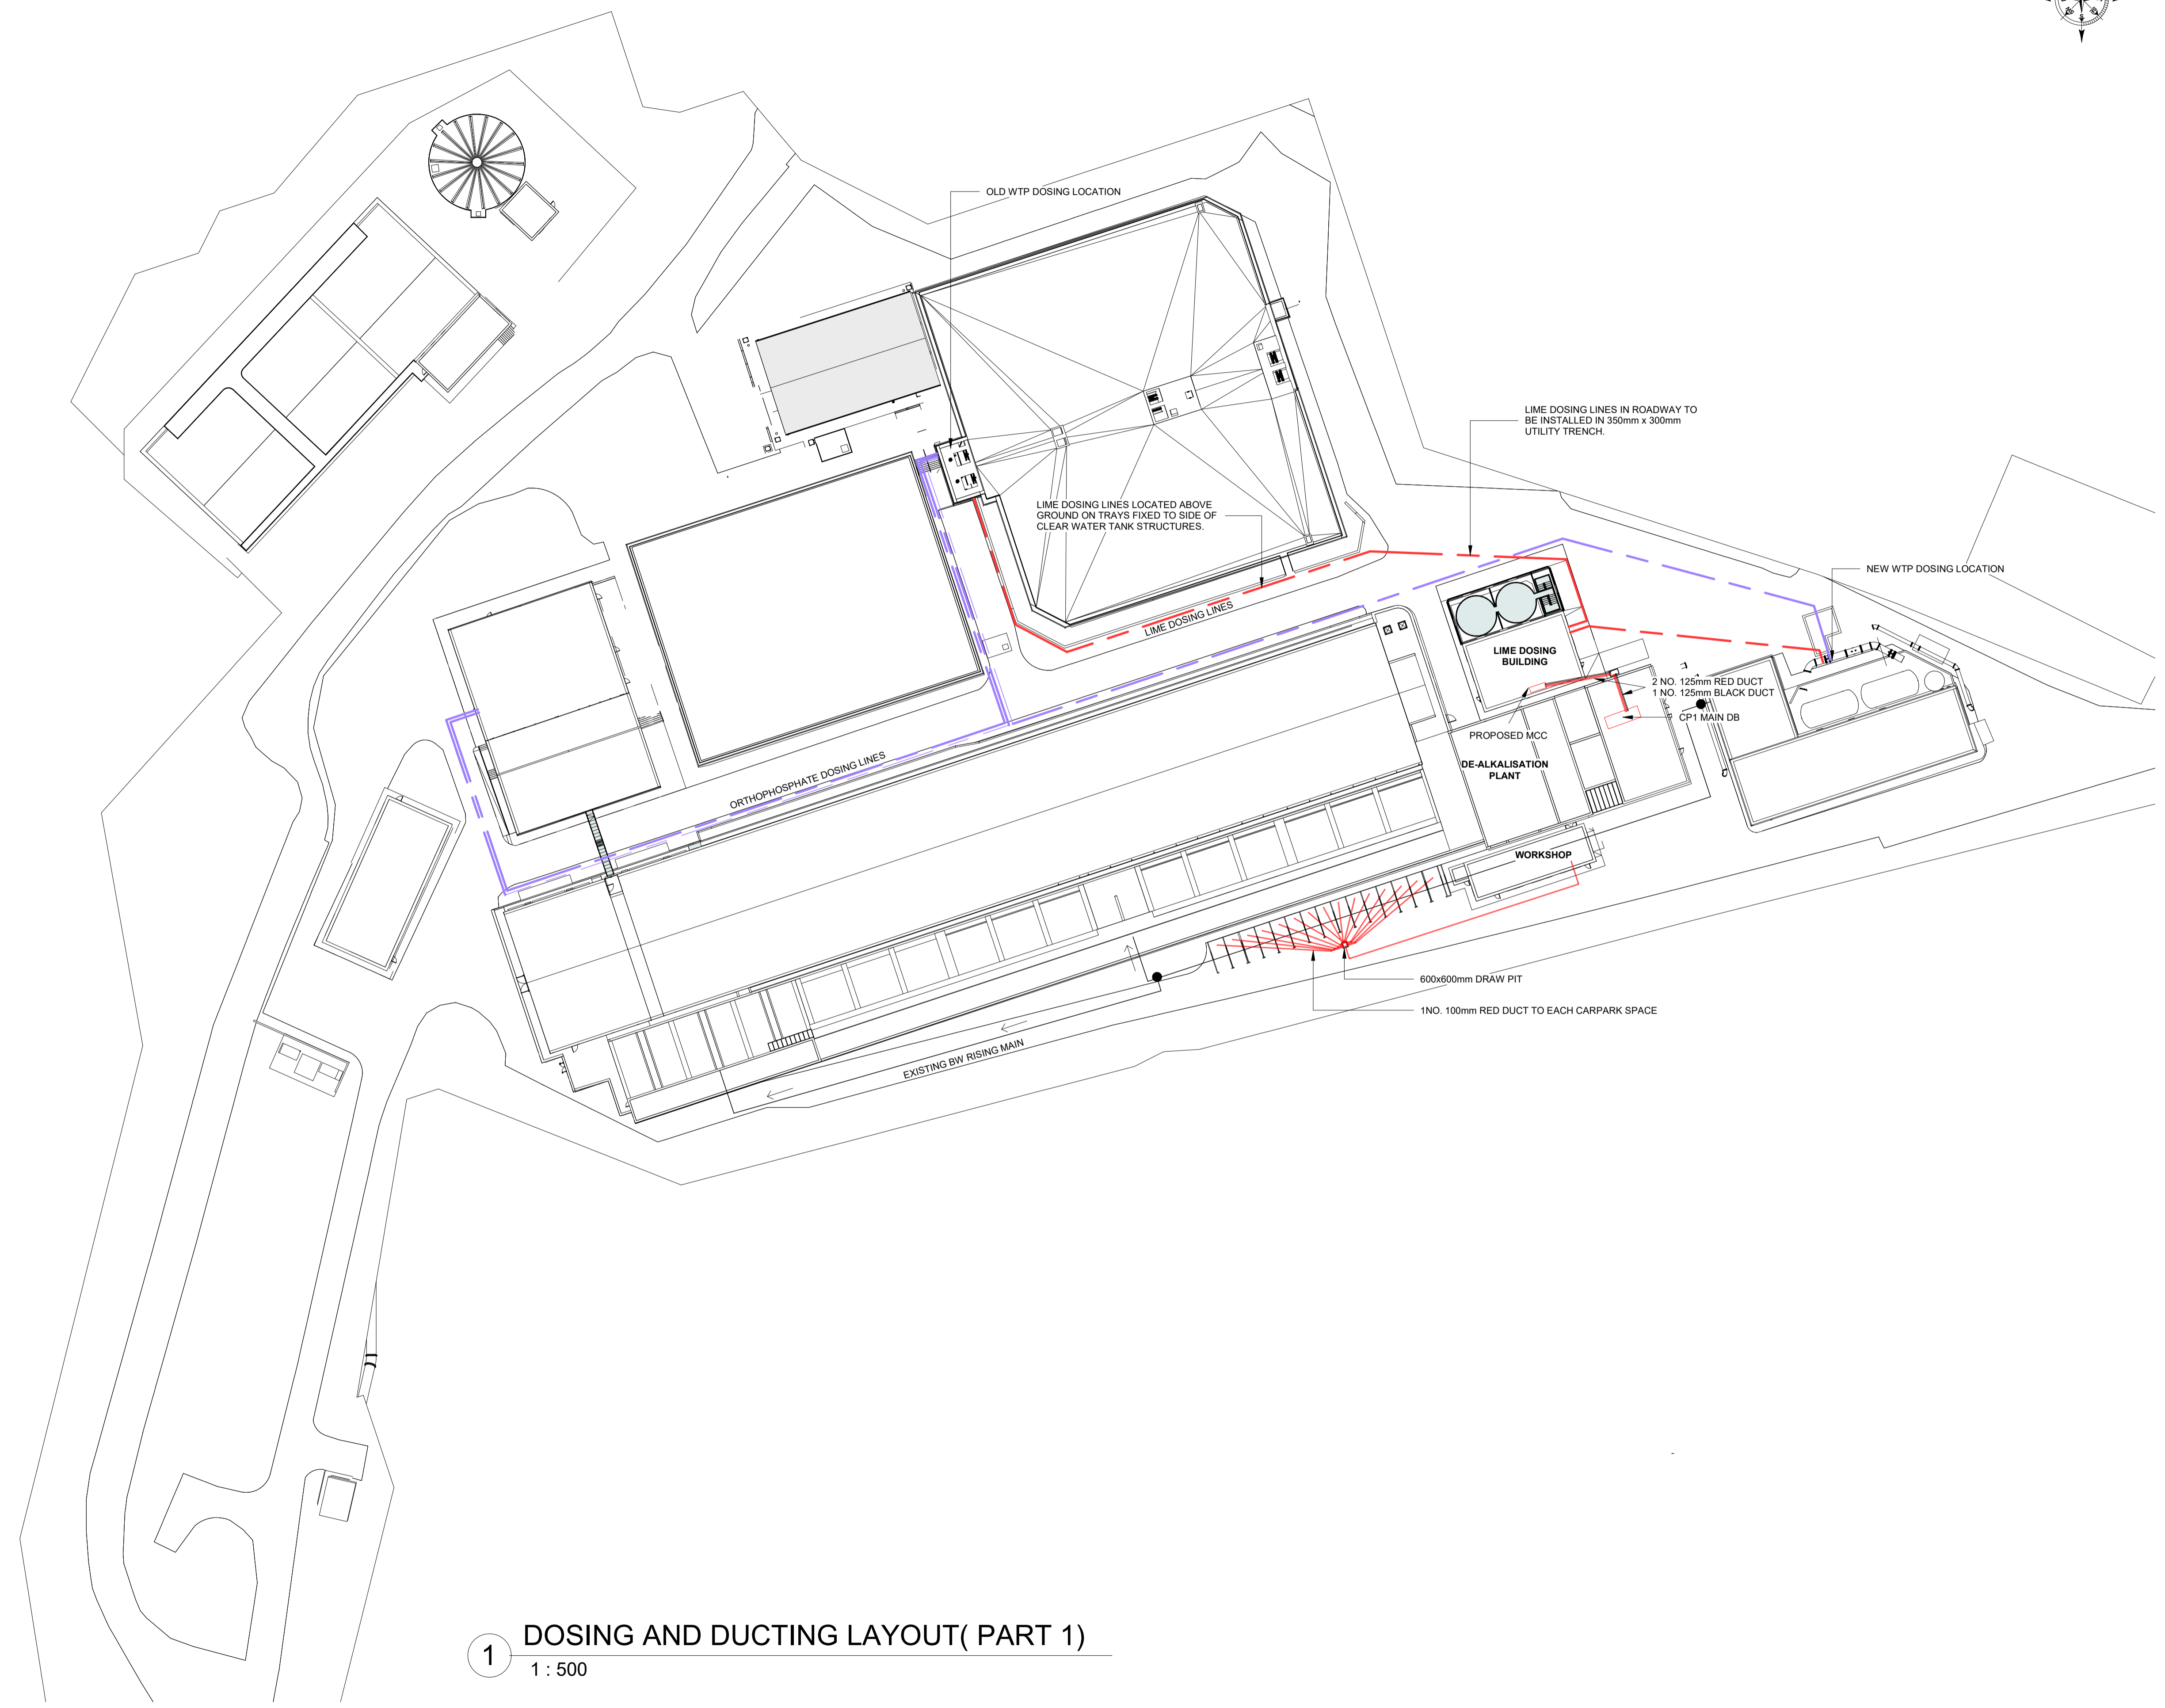 OLD WTP DOSING LOCATION
LIME DOSING LINES IN ROADWAY TO
BE INSTALLED IN 350mm x 300mm
UTILITY TRENCH.
LIME DOSING LINES LOCATED ABOVE
GROUND ON TRAYS FIXED TO SIDE OF
CLEAR WATER TANK STRUCTURES.
NEW WTP DOSING LOCATION
LIME DOSING LINES
LIME DOSING
BUILDING
2 NO. 125mm RED DUCT
1 NO. 125mm BLACK DUCT
CP1 MAIN DB
PROPOSED MCC
DE-ALKALISATION
PLANT
ORTHOPHOSPHATE DOSING LINES
WORKSHOP
600x600mm DRAW PIT
1NO. 100mm RED DUCT TO EACH CARPARK SPACE
EXISTING BW RISING MAIN
1
DOSING AND DUCTING LAYOUT( PART 1)
1 : 500